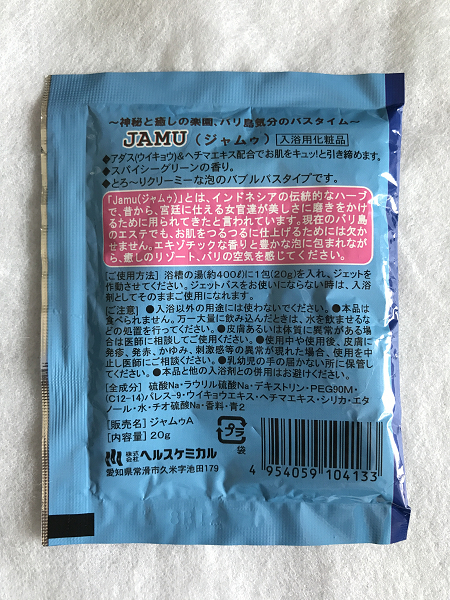 〜神秘と癒しの楽園、バリ島気分のバスタイム〜
JAMU(ジャムゥ) 入浴用化粧品
◆アダス(ウイキョウ)&ヘチマエキス配合でお肌をキュッ!と引き締めます。
◆スパイシーグリーンの香り。
◆とろ〜りクリーミーな泡のバブルバスタイプです。
「Jamu(ジャムゥ)」とは、インドネシアの伝統的なハーブ
で、昔から、宮廷に仕える女官達が美しさに磨きをかけ
るために用られてきたと言われています。現在のバリ島
のエステでも、お肌をつるつるに仕上げるためには欠か
せません。エキゾチックな香りと豊かな泡に包まれなが
ら、癒しのリゾート、バリの空気を感じてください。
[ご使用方法] 浴槽の湯(約400ℓ)に1包(20g)を入れ、ジェットを
作動させてください。ジェットバスをお使いにならない時は、入浴
剤としてそのままご使用になれます。
[ご注意] ●入浴以外の用途には使わないでください。●本品は
食べられません。万一大量に飲み込んだときは、水を飲ませるな
どの処置を行ってください。●皮膚あるいは体質に異常がある場合
は医師に相談してご使用ください。●使用中や使用後、皮膚に
発疹、発赤、かゆみ、刺激感等の異常が現れた場合、使用を中
止し医師にご相談ください。●乳幼児の手の届かない所に保管し
てください。●本品と他の入浴剤との併用はお避けください。
[全成分] 硫酸Na・ラウリル硫酸Na・デキストリン・PEG90M・
(C12-14)パレス-9・ウイキョウエキス・ヘチマエキス・シリカ・エタ
ノール・水・チオ硫酸Na・香料・青2
[販売名] ジャムゥA
[内容量] 20g
株式会社 ヘルスケミカル
愛知県常滑市久米字池田179
プラ
袋
4 954059 104133